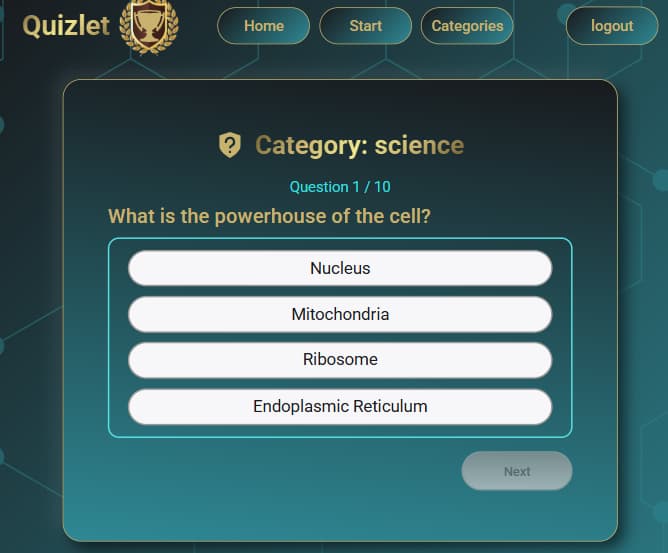 Quizlet
Home
Start
Categories
logout
Category: science
Question 1 / 10
What is the powerhouse of the cell?
Nucleus
Mitochondria
Ribosome
Endoplasmic Reticulum
Next